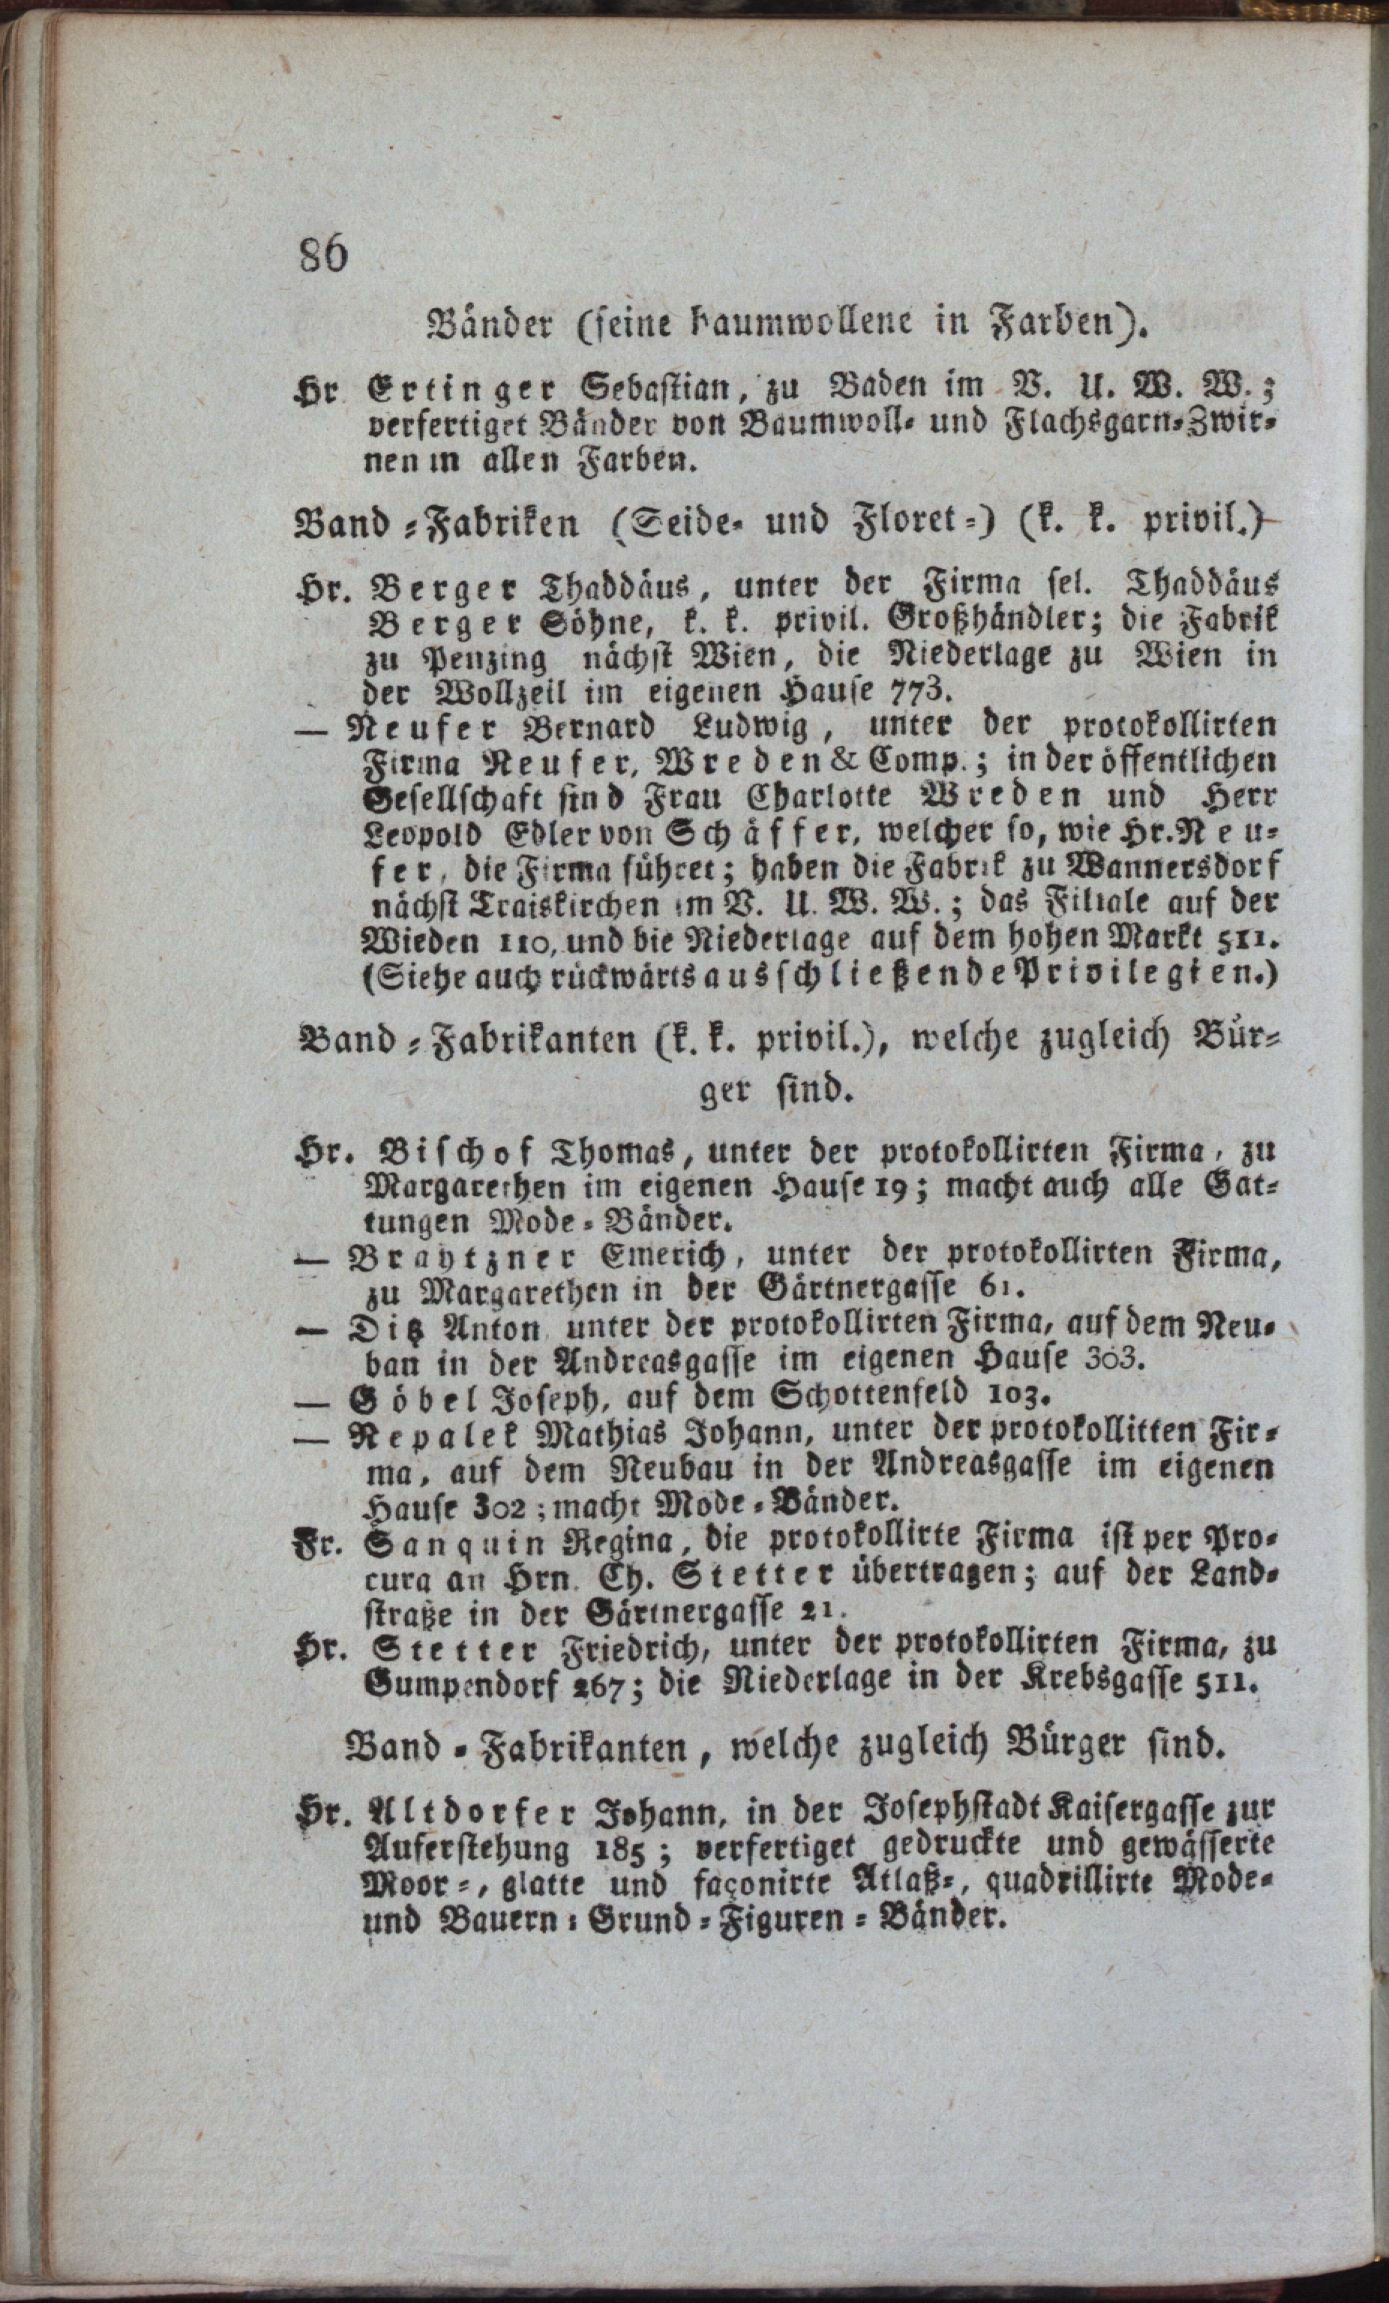 86
Bänder (feine baumwollene in Farben).
Hr Ertinger Sebastian, zu Baden im V. U. W. W.;
verfertiget Bänder von Baumwoll- und Flachsgarn-Zwir-
nen in allen Farben.
Band-Fabriken (Seide- und Floret-) (k. k. privil.)
Hr. Berger Thaddäus, unter der Firma sel. Thaddäus
Berger Söhne, k. k. privil. Großhändler; die Fabrik
zu Penzing nächst Wien, die Niederlage zu Wien in
der Wollzeil im eigenen Hause 773.
— Neufer Bernard Ludwig, unter der protokollirten
Firma Neufer, Wreden & Comp.; in der öffentlichen
Gesellschaft sind Frau Charlotte Wreden und Herr
Leopold Edler von Schäffer, welcher so, wie Hr. Neu-
fer, die Firma führet; haben die Fabrik zu Wannersdorf
nächst Traiskirchen im V. U. W. W.; das Filiale auf der
Wieden 110, und die Niederlage auf dem hohen Markt 511.
(Siehe auch rückwärts ausschließende Privilegien.)
Band-Fabrikanten (k. k. privil.), welche zugleich Bür-
ger sind.
Hr. Bischof Thomas, unter der protokollirten Firma, zu
Margarethen im eigenen Hause 19; macht auch alle Gat-
tungen Mode-Bänder.
— Braytzner Emerich, unter der protokollirten Firma,
zu Margarethen in der Gärtnergasse 61.
— Ditz Anton unter der protokollirten Firma, auf dem Neu-
bau in der Andreasgasse im eigenen Hause 303.
— Göbel Joseph, auf dem Schottenfeld 103.
— Repalek Mathias Johann, unter der protokollitten Fir-
ma, auf dem Neubau in der Andreasgasse im eigenen
Hause 302; macht Mode-Bänder.
Fr. Sanquin Regina, die protokollirte Firma ist per Pro-
cura an Hrn. Ch. Stetter übertragen; auf der Land-
straße in der Gärtnergasse 21.
Hr. Stetter Friedrich, unter der protokollirten Firma, zu
Gumpendorf 267; die Niederlage in der Krebsgasse 511.
Band-Fabrikanten, welche zugleich Bürger sind.
Hr. Altdorfer Johann, in der Josephstadt Kaisergasse zur
Auferstehung 185; verfertiget gedruckte und gewässerte
Moor-, glatte und façonirte Atlaß-, quadrillirte Mode-
und Bauern-Grund-Figuren-Bänder.